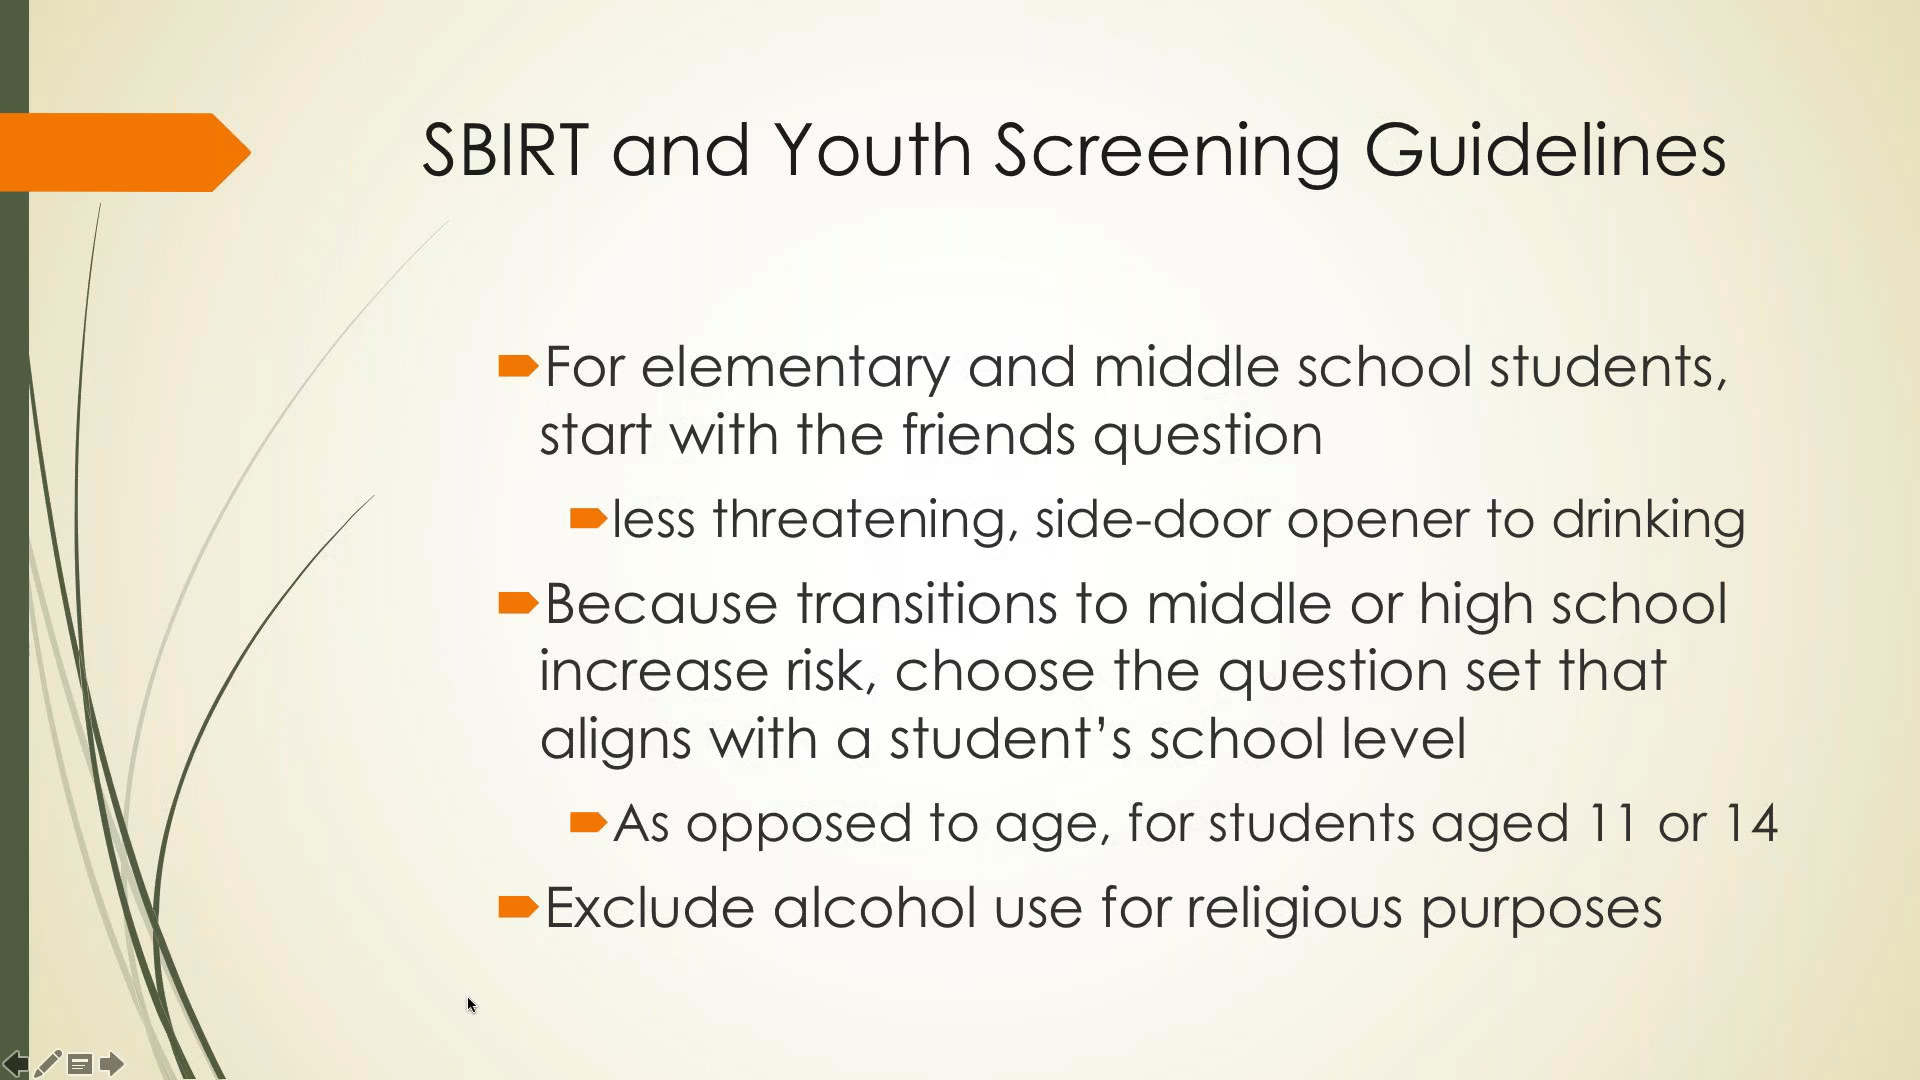 SBIRT and Youth Screening Guidelines
For elementary and middle school students,
start with the friends question
less threatening, side-door opener to drinking
Because transitions to middle or high school
increase risk, choose the question set that
aligns with a student’s school level
As opposed to age, for students aged 11 or 14
Exclude alcohol use for religious purposes